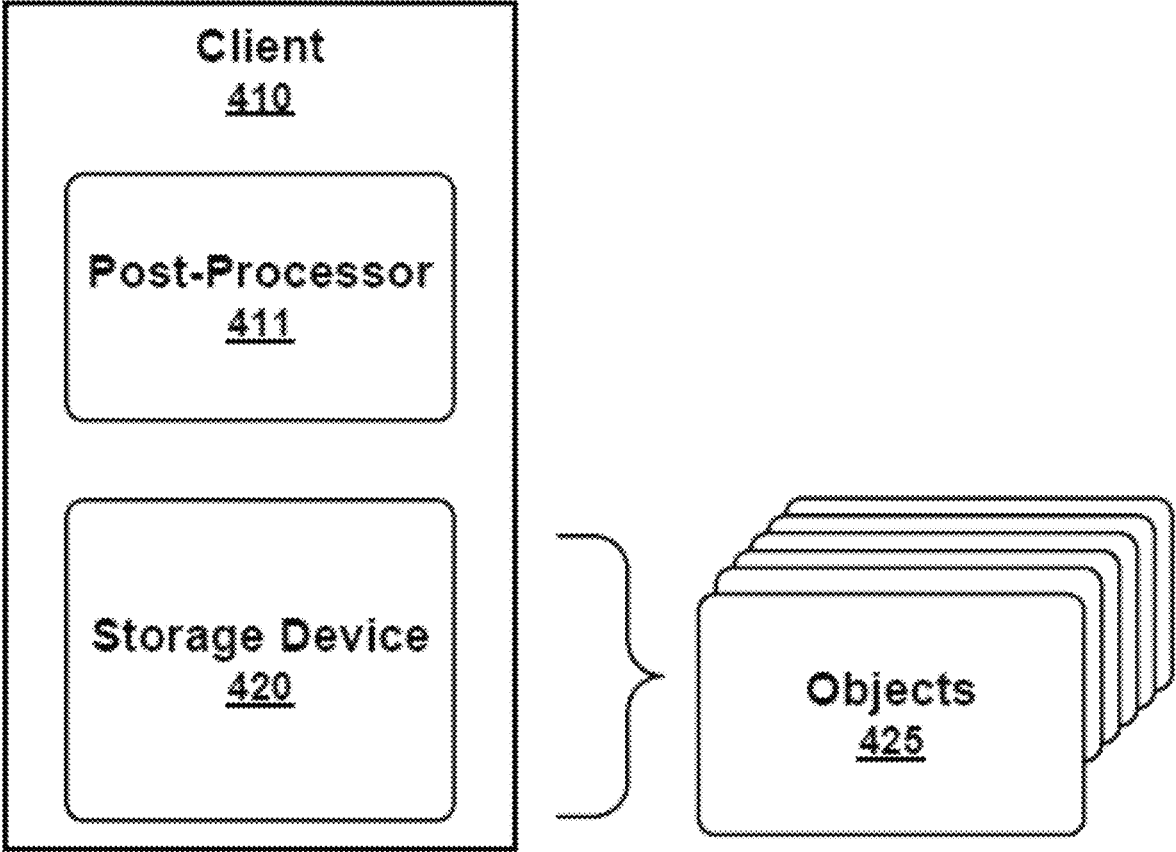 Client
410
Post-Processor
411
Storage Device
420
Objects
425